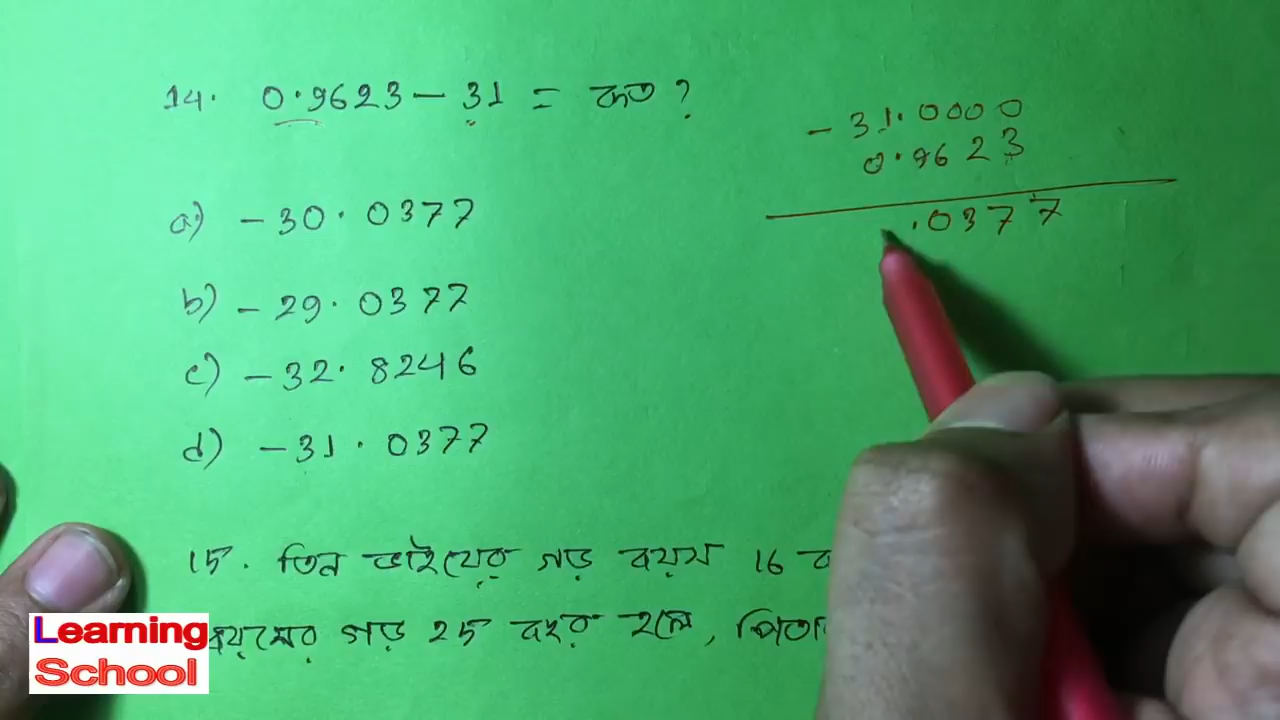 14. 0.9623 - 31 = কত ?
- 31.0000
0.9623
.0377
a) - 30.0377
b) - 29.0377
c) - 32.8246
d) - 31.0377
15. তিন ভাইয়ের গড় বয়স 16 ব
বয়সের গড় 25 বছর হলে, পিতার
Learning
School